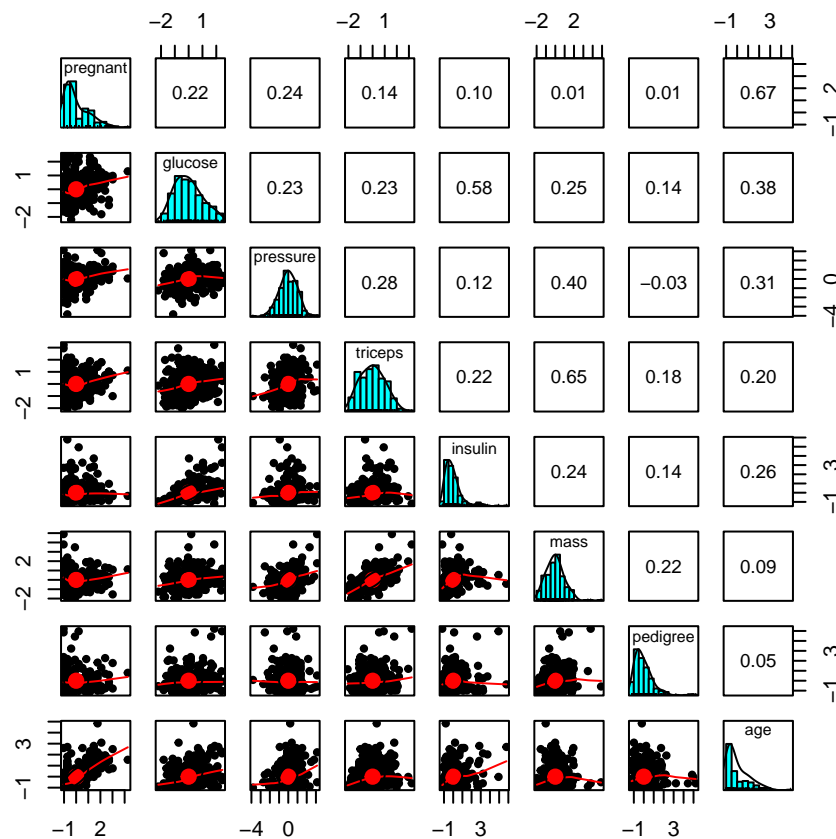 −2 1 −2 1 −2 2 −1 3
pregnant 0.22 0.24 0.14 0.10 0.01 0.01 0.67 −1 2
−2 1 glucose 0.23 0.23 0.58 0.25 0.14 0.38
pressure 0.28 0.12 0.40 −0.03 0.31 −4 0
−2 1 triceps 0.22 0.65 0.18 0.20
insulin 0.24 0.14 0.26 −1 3
−2 2 mass 0.22 0.09
pedigree 0.05 −1 3
−1 3 age
−1 2 −4 0 −1 3 −1 3